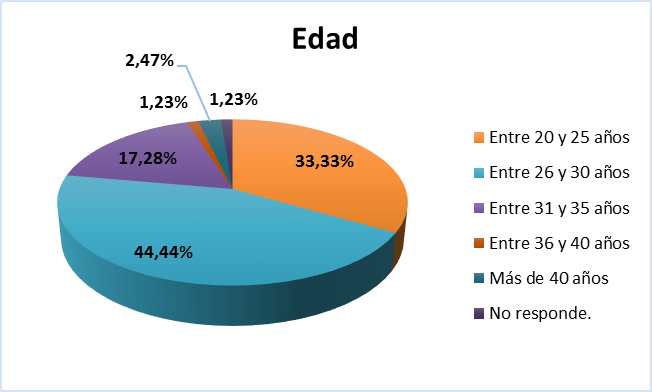 Edad
2,47%
1,23%
1,23%
17,28%
33,33%
44,44%
Entre 20 y 25 años
Entre 26 y 30 años
Entre 31 y 35 años
Entre 36 y 40 años
Más de 40 años
No responde.